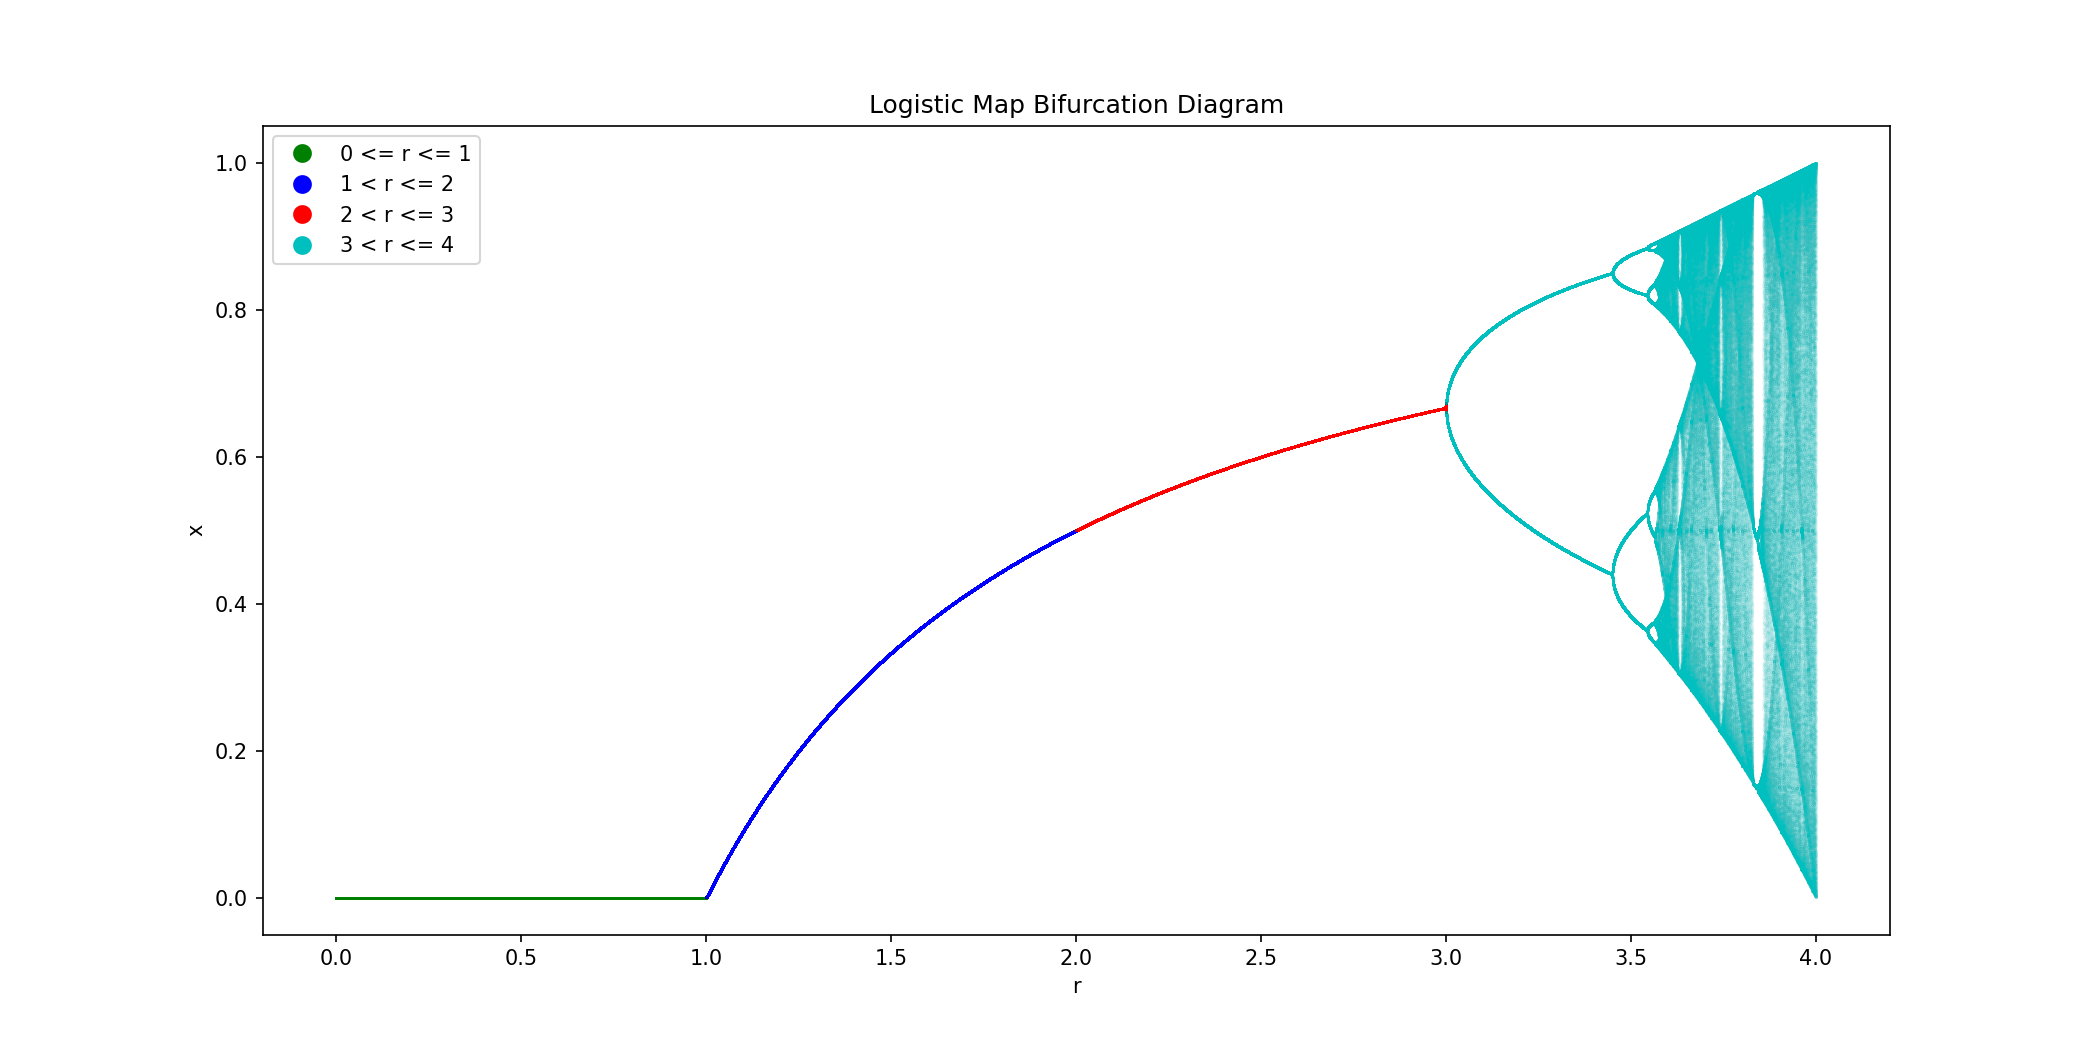 Logistic Map Bifurcation Diagram
0 <= r <= 1
1 < r <= 2
2 < r <= 3
3 < r <= 4
1.0
0.8
0.6
0.4
0.2
0.0
x
0.0 0.5 1.0 1.5 2.0 2.5 3.0 3.5 4.0
r